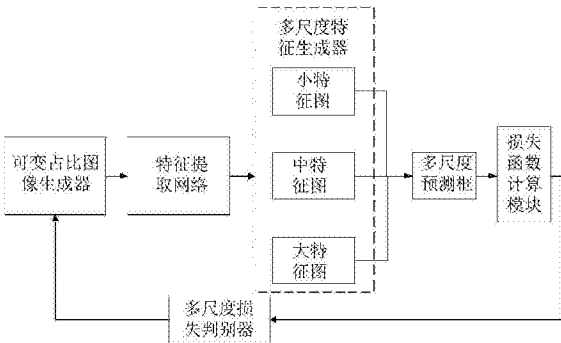 多尺度特
征生成器
小特
征图
可变占比图
像生成器
特征提
取网络
中特
征图
多尺度
预测框
损失
函数
计算
模块
大特
征图
多尺度损
失判别器